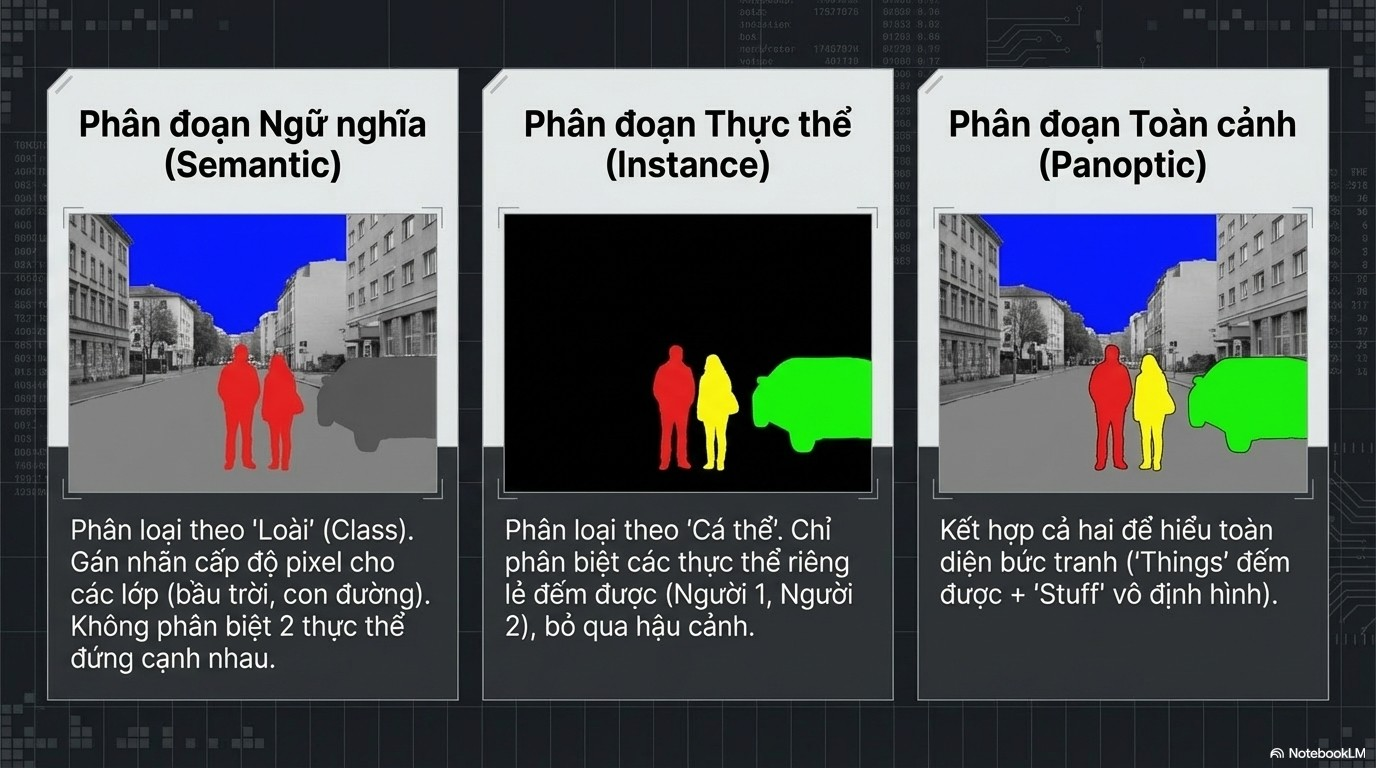 Phân đoạn Ngữ nghĩa
(Semantic)
Phân loại theo 'Loài' (Class).
Gán nhãn cấp độ pixel cho
các lớp (bầu trời, con đường).
Không phân biệt 2 thực thể
đứng cạnh nhau.
Phân đoạn Thực thể
(Instance)
Phân loại theo 'Cá thể'. Chỉ
phân biệt các thực thể riêng
lẻ đếm được (Người 1, Người
2), bỏ qua hậu cảnh.
Phân đoạn Toàn cảnh
(Panoptic)
Kết hợp cả hai để hiểu toàn
diện bức tranh ('Things' đếm
được + 'Stuff' vô định hình).
NotebookLM